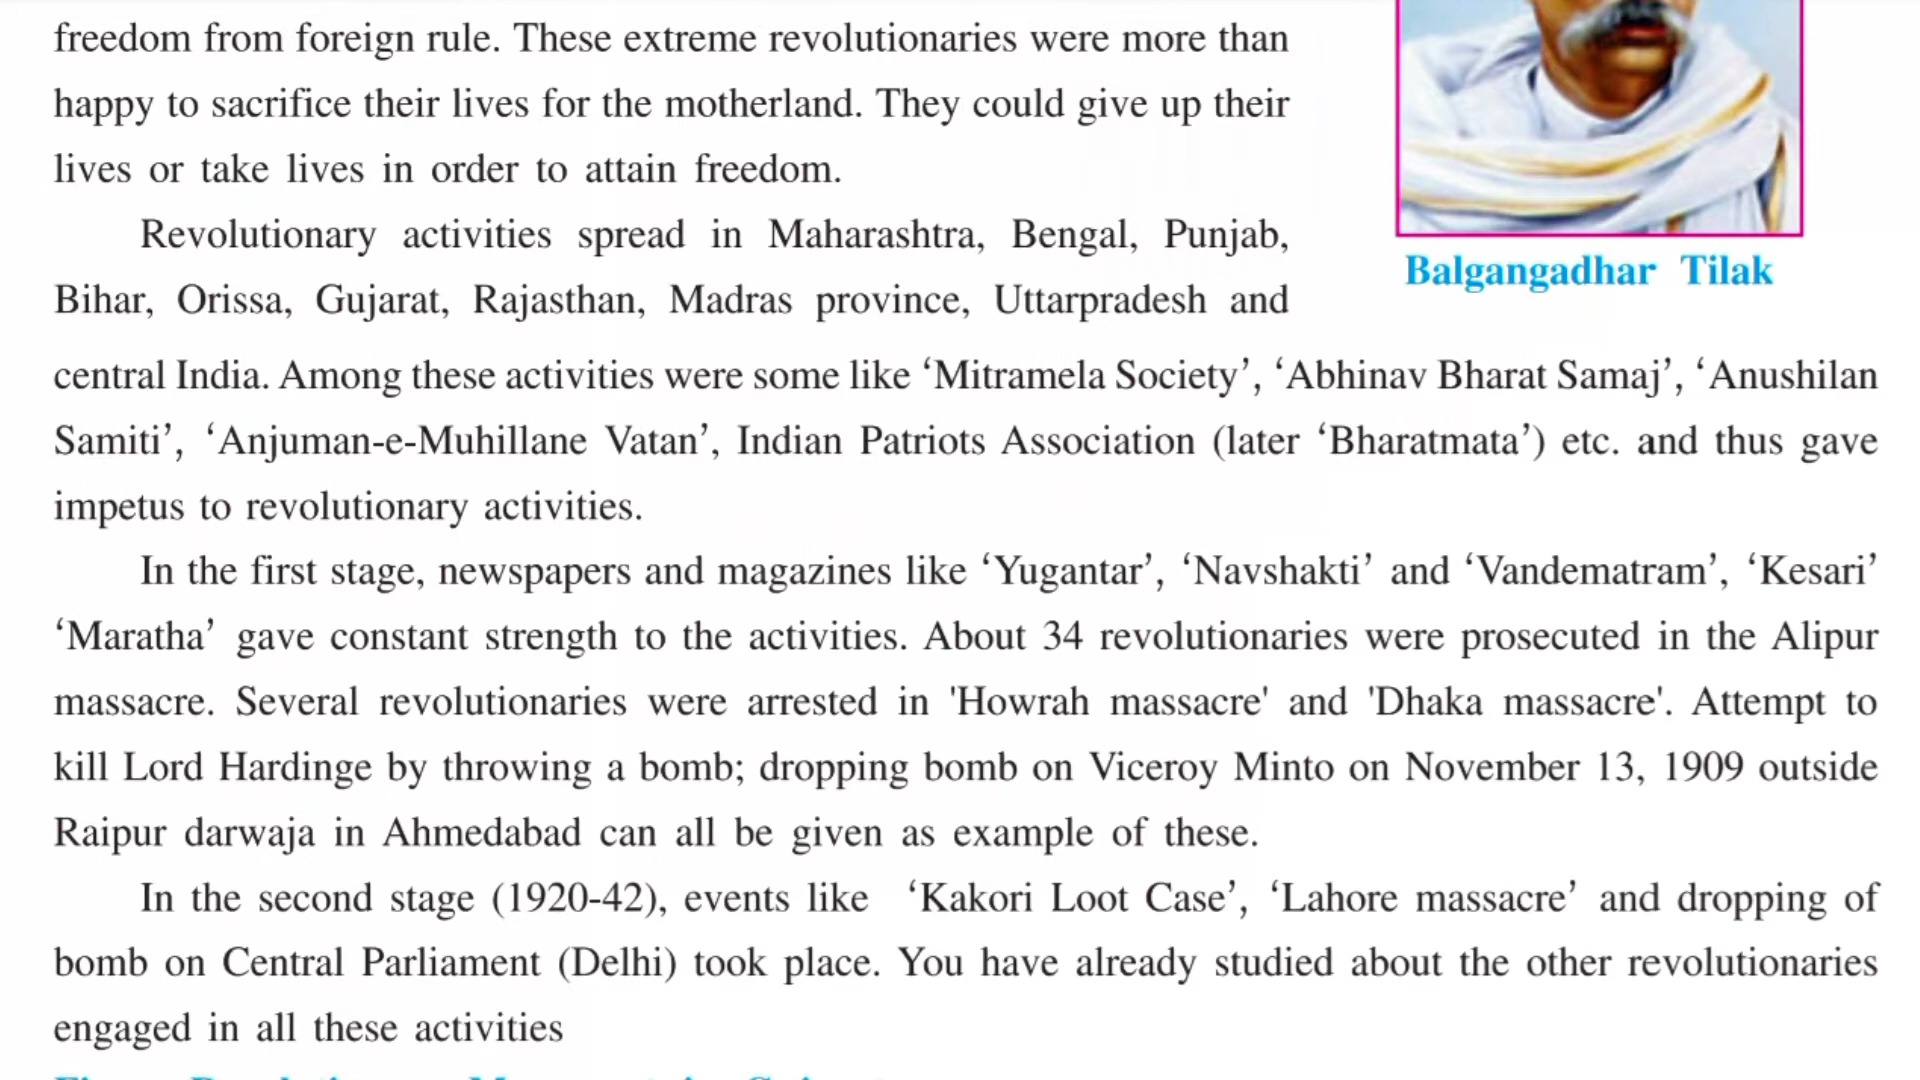 freedom from foreign rule. These extreme revolutionaries were more than
happy to sacrifice their lives for the motherland. They could give up their
lives or take lives in order to attain freedom.
Revolutionary activities spread in Maharashtra, Bengal, Punjab,
Bihar, Orissa, Gujarat, Rajasthan, Madras province, Uttarpradesh and
Balgangadhar Tilak
central India. Among these activities were some like ‘Mitramela Society’, ‘Abhinav Bharat Samaj’, ‘Anushilan
Samiti’, ‘Anjuman-e-Muhillane Vatan’, Indian Patriots Association (later ‘Bharatmata’) etc. and thus gave
impetus to revolutionary activities.
In the first stage, newspapers and magazines like ‘Yugantar’, ‘Navshakti’ and ‘Vandematram’, ‘Kesari’
‘Maratha’ gave constant strength to the activities. About 34 revolutionaries were prosecuted in the Alipur
massacre. Several revolutionaries were arrested in 'Howrah massacre' and 'Dhaka massacre'. Attempt to
kill Lord Hardinge by throwing a bomb; dropping bomb on Viceroy Minto on November 13, 1909 outside
Raipur darwaja in Ahmedabad can all be given as example of these.
In the second stage (1920-42), events like ‘Kakori Loot Case’, ‘Lahore massacre’ and dropping of
bomb on Central Parliament (Delhi) took place. You have already studied about the other revolutionaries
engaged in all these activities